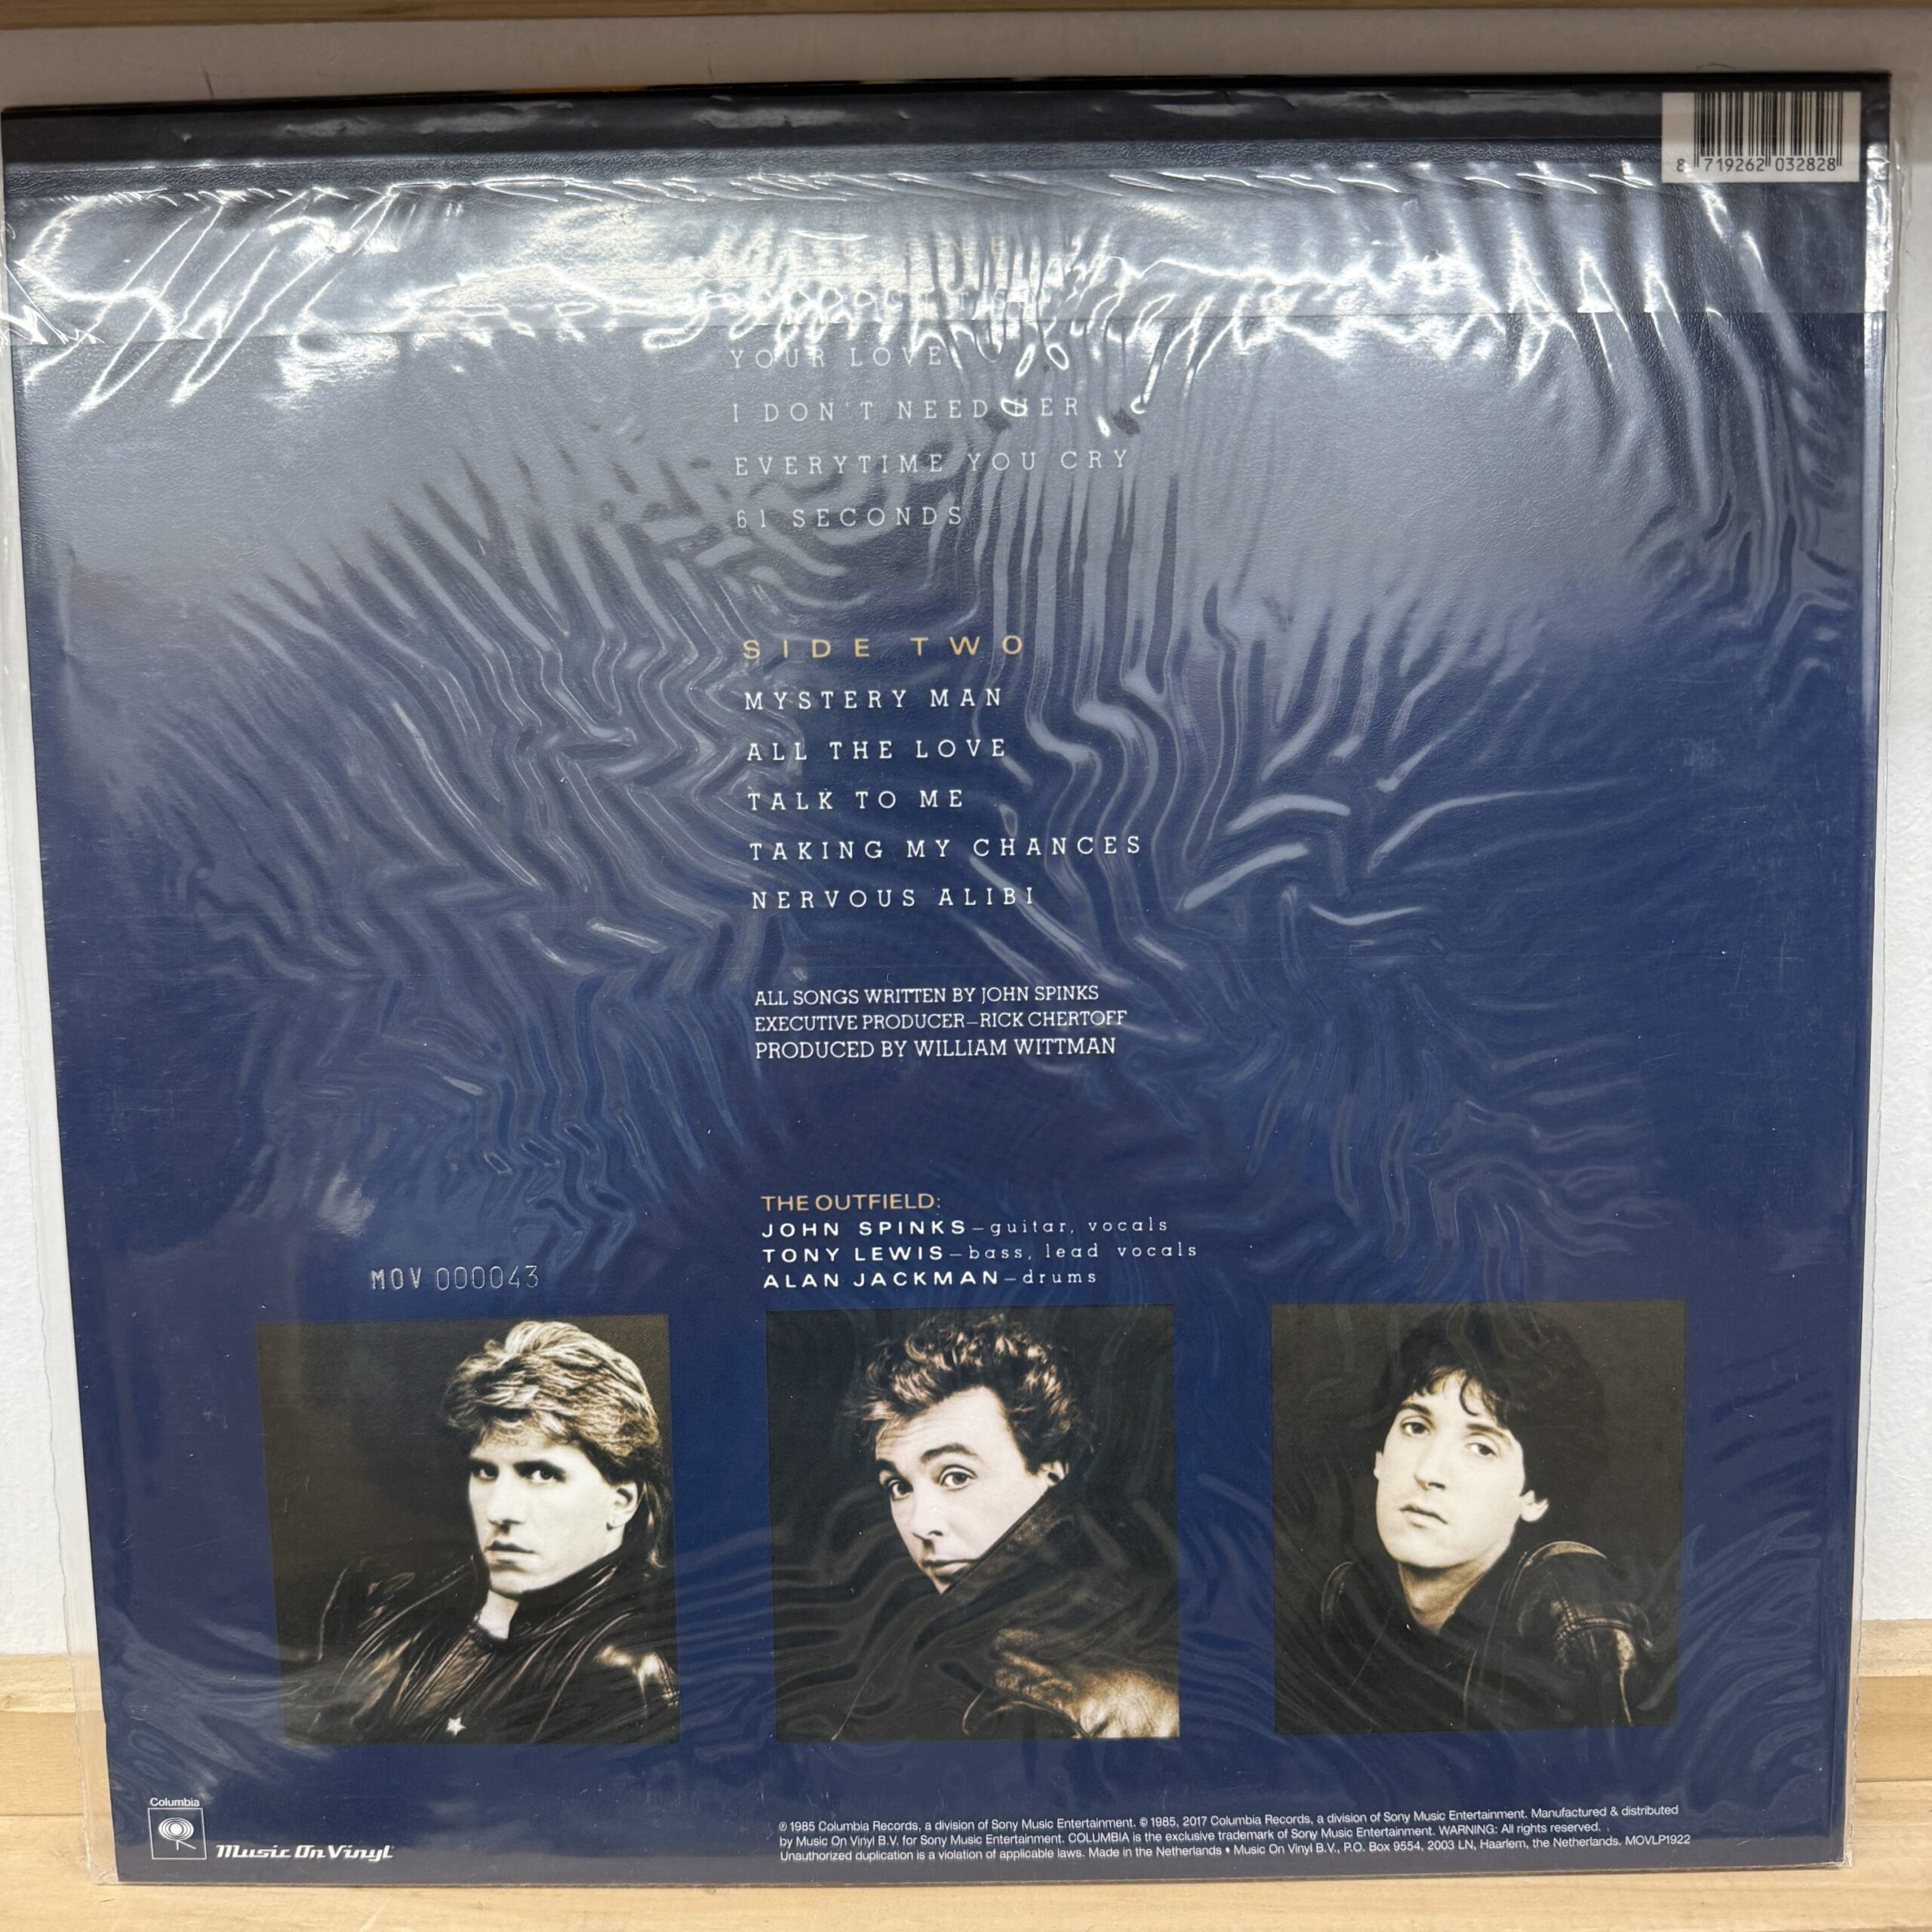 8 719262 032828
YOUR LOVE
I DON'T NEED HER
EVERYTIME YOU CRY
61 SECONDS
SIDE TWO
MYSTERY MAN
ALL THE LOVE
TALK TO ME
TAKING MY CHANCES
NERVOUS ALIBI
ALL SONGS WRITTEN BY JOHN SPINKS
EXECUTIVE PRODUCER—RICK CHERTOFF
PRODUCED BY WILLIAM WITTMAN
THE OUTFIELD:
JOHN SPINKS—guitar, vocals
TONY LEWIS—bass, lead vocals
ALAN JACKMAN—drums
MOV 000043
Columbia
Music On Vinyl
℗ 1985 Columbia Records, a division of Sony Music Entertainment. © 1985, 2017 Columbia Records, a division of Sony Music Entertainment. Manufactured & distributed
by Music On Vinyl B.V. for Sony Music Entertainment. COLUMBIA is the exclusive trademark of Sony Music Entertainment. WARNING: All rights reserved.
Unauthorized duplication is a violation of applicable laws. Made in the Netherlands • Music On Vinyl B.V., P.O. Box 9554, 2003 LN, Haarlem, the Netherlands. MOVLP1922